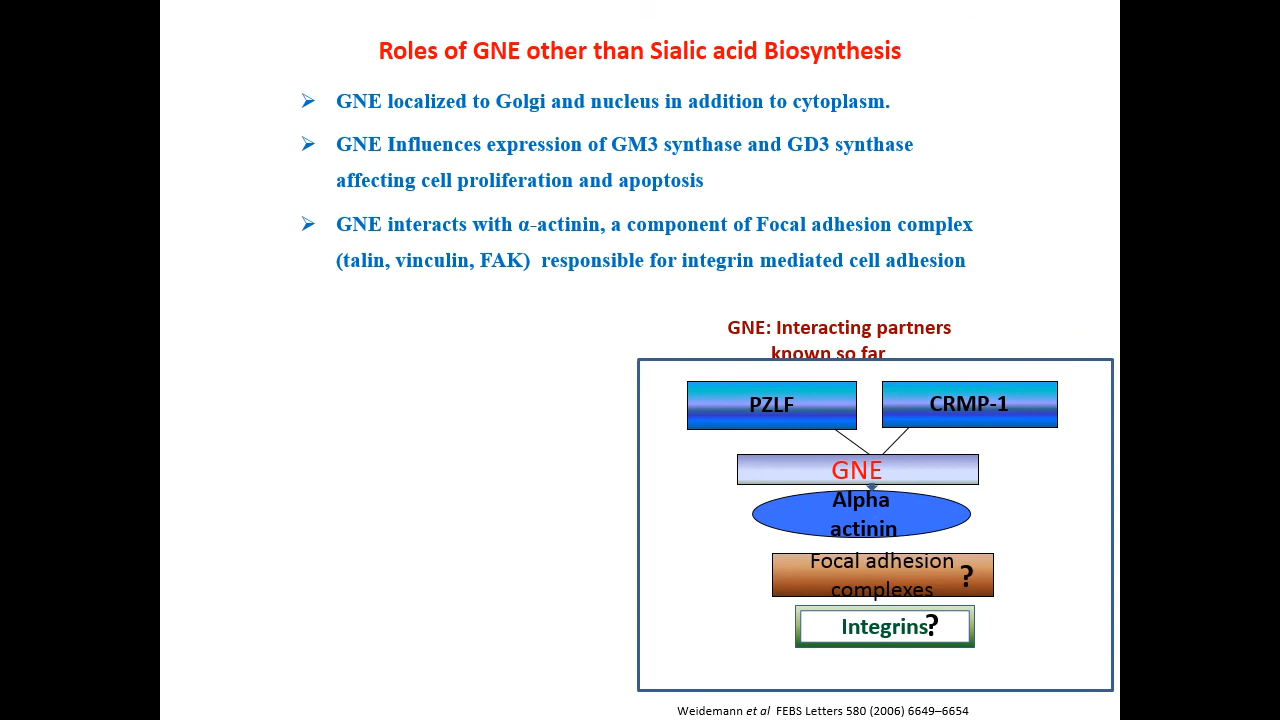 Roles of GNE other than Sialic acid Biosynthesis
GNE localized to Golgi and nucleus in addition to cytoplasm.
GNE Influences expression of GM3 synthase and GD3 synthase
affecting cell proliferation and apoptosis
GNE interacts with α-actinin, a component of Focal adhesion complex
(talin, vinculin, FAK) responsible for integrin mediated cell adhesion
GNE: Interacting partners
known so far
PZLF
CRMP-1
GNE
Alpha
actinin
Focal adhesion
complexes ?
Integrins?
Weidemann et al FEBS Letters 580 (2006) 6649–6654